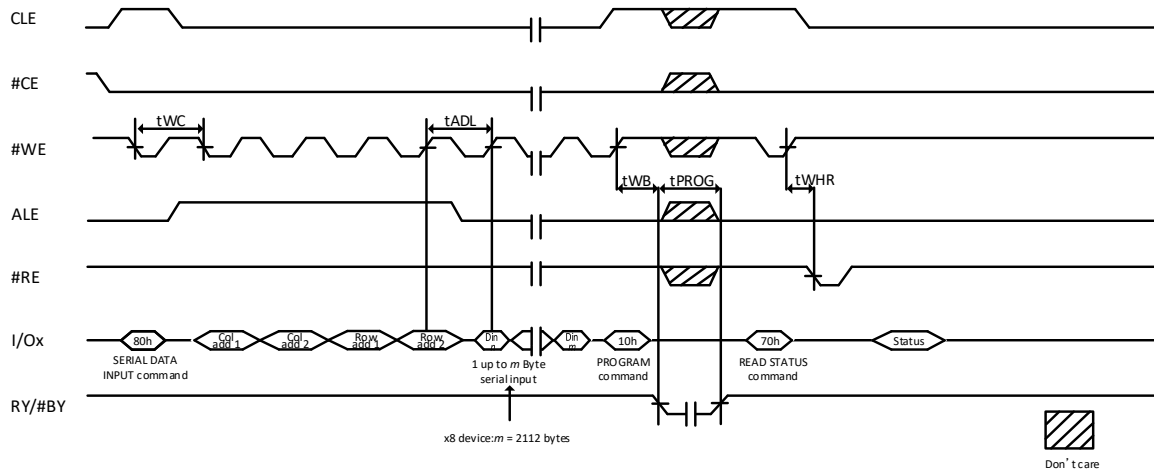 CLE
#CE
tWC
tADL
#WE
tWB
tPROG
tWHR
ALE
#RE
I/Ox
80h
Col
add 1
Col
add 2
Row
add 1
Row
add 2
Din
n
Din
m
10h
70h
Status
SERIAL DATA
INPUT command
1 up to m Byte
serial input
PROGRAM
command
READ STATUS
command
RY/#BY
x8 device:m = 2112 bytes
Don't care